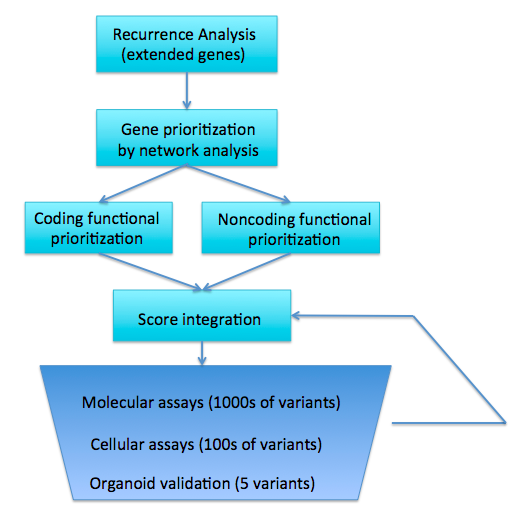 Recurrence Analysis
(extended genes)
Gene prioritization
by network analysis
Coding functional
prioritization
Noncoding functional
prioritization
Score integration
Molecular assays (1000s of variants)
Cellular assays (100s of variants)
Organoid validation (5 variants)